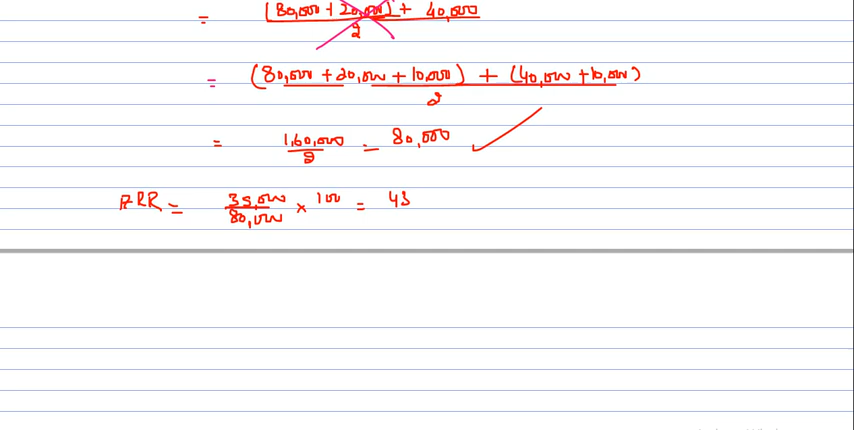 = (80,000 + 20,000) + 40,000
2
= (80,000 + 20,000 + 10,000) + (40,000 + 10,000)
2
= 1,60,000 = 80,000
2
ARR = 35,000 × 100 = 43
80,000